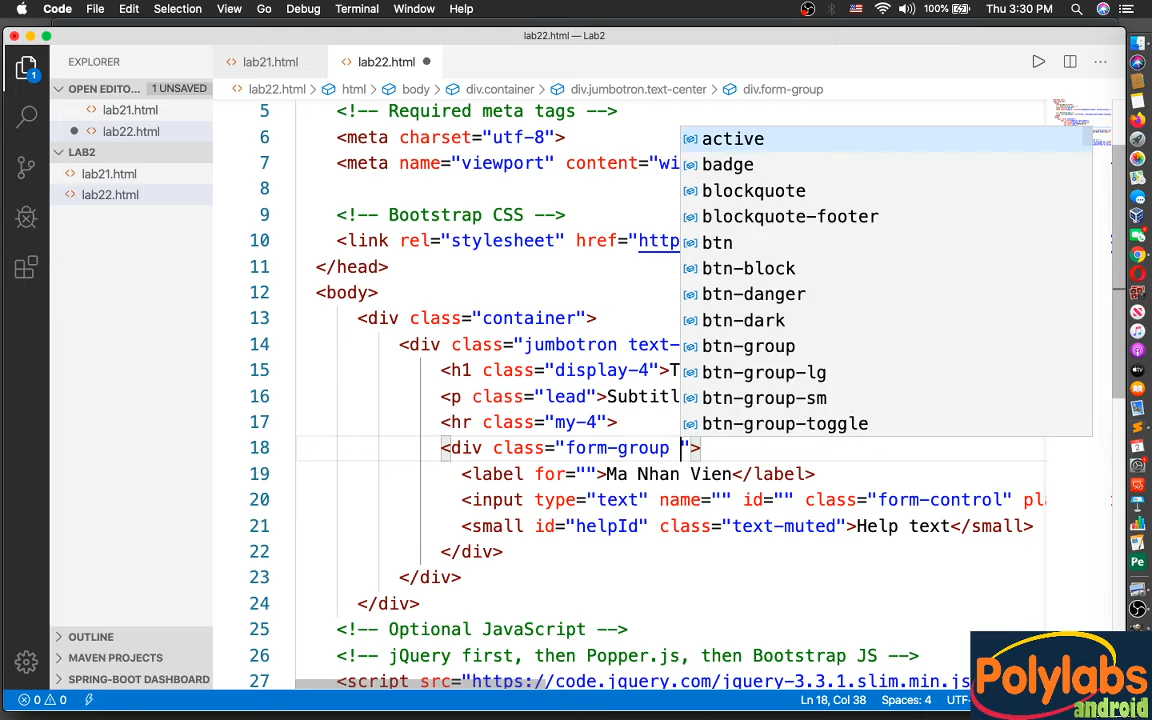 Code File Edit Selection View Go Debug Terminal Window Help 100% Thu 3:30 PM
lab22.html — Lab2
EXPLORER
OPEN EDITO... 1 UNSAVED
lab21.html
lab22.html
LAB2
lab21.html
lab22.html
OUTLINE
MAVEN PROJECTS
SPRING-BOOT DASHBOARD
1
lab21.html lab22.html
lab22.html > html > body > div.container > div.jumbotron.text-center > div.form-group
5 <!-- Required meta tags -->
6 <meta charset="utf-8">
7 <meta name="viewport" content="wi
8
9 <!-- Bootstrap CSS -->
10 <link rel="stylesheet" href="http
11 </head>
12 <body>
13 <div class="container">
14 <div class="jumbotron text-
15 <h1 class="display-4">T
16 <p class="lead">Subtitl
17 <hr class="my-4">
18 <div class="form-group ">
19 <label for="">Ma Nhan Vien</label>
20 <input type="text" name="" id="" class="form-control" pla
21 <small id="helpId" class="text-muted">Help text</small>
22 </div>
23 </div>
24 </div>
25 <!-- Optional JavaScript -->
26 <!-- jQuery first, then Popper.js, then Bootstrap JS -->
27 <script src="https://code.jquery.com/jquery-3.3.1.slim.min.js
active
badge
blockquote
blockquote-footer
btn
btn-block
btn-danger
btn-dark
btn-group
btn-group-lg
btn-group-sm
btn-group-toggle
0 0
Ln 18, Col 38 Spaces: 4 UTF-
Pe
Polylabs
android